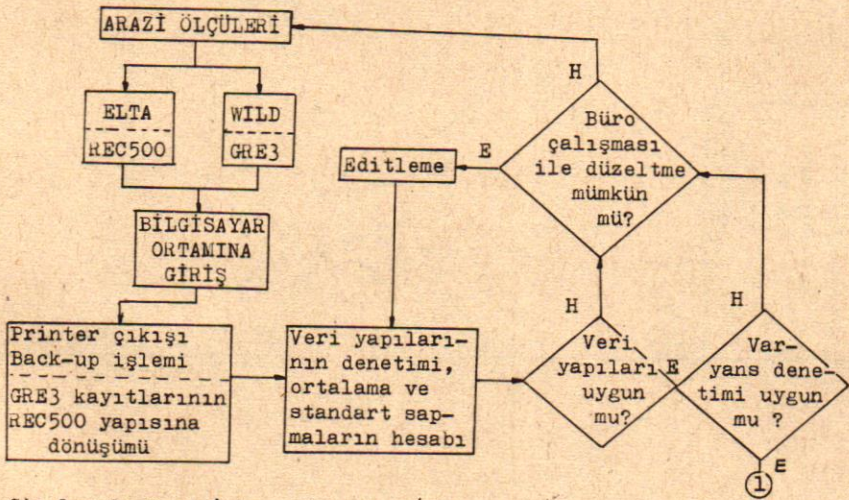 ARAZİ ÖLÇÜLERİ
ELTA
REC500
WILD
GRE3
BİLGİSAYAR
ORTAMINA
GİRİŞ
Printer çıkışı
Back-up işlemi
GRE3 kayıtlarının
REC500 yapısına
dönüşümü
Editleme
Veri yapıları-
nın denetimi,
ortalama ve
standart sap-
maların hesabı
H
Büro
çalışması
ile düzeltme
mümkün
mü?
E
H
Veri
yapıları
uygun
mu?
E
H
Var-
yans dene-
timi uygun
mu ?
E
1